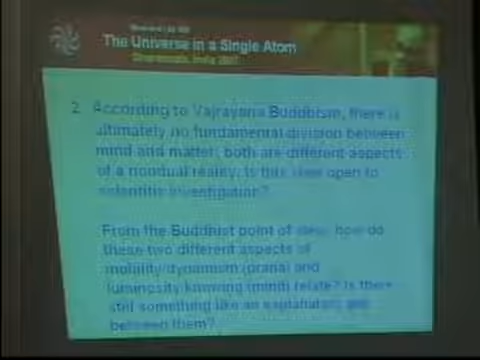 The Universe in a Single Atom
Dharamsala, India 2007
2. According to Vajrayana Buddhism, there is
ultimately no fundamental division between
mind and matter; both are different aspects
of a nondual reality. Is this view open to
scientific investigation?
From the Buddhist point of view, how do
these two different aspects of
mobility/dynamism (prana) and
luminosity/knowing (mind) relate? Is there
still something like an explanatory gap
between them?